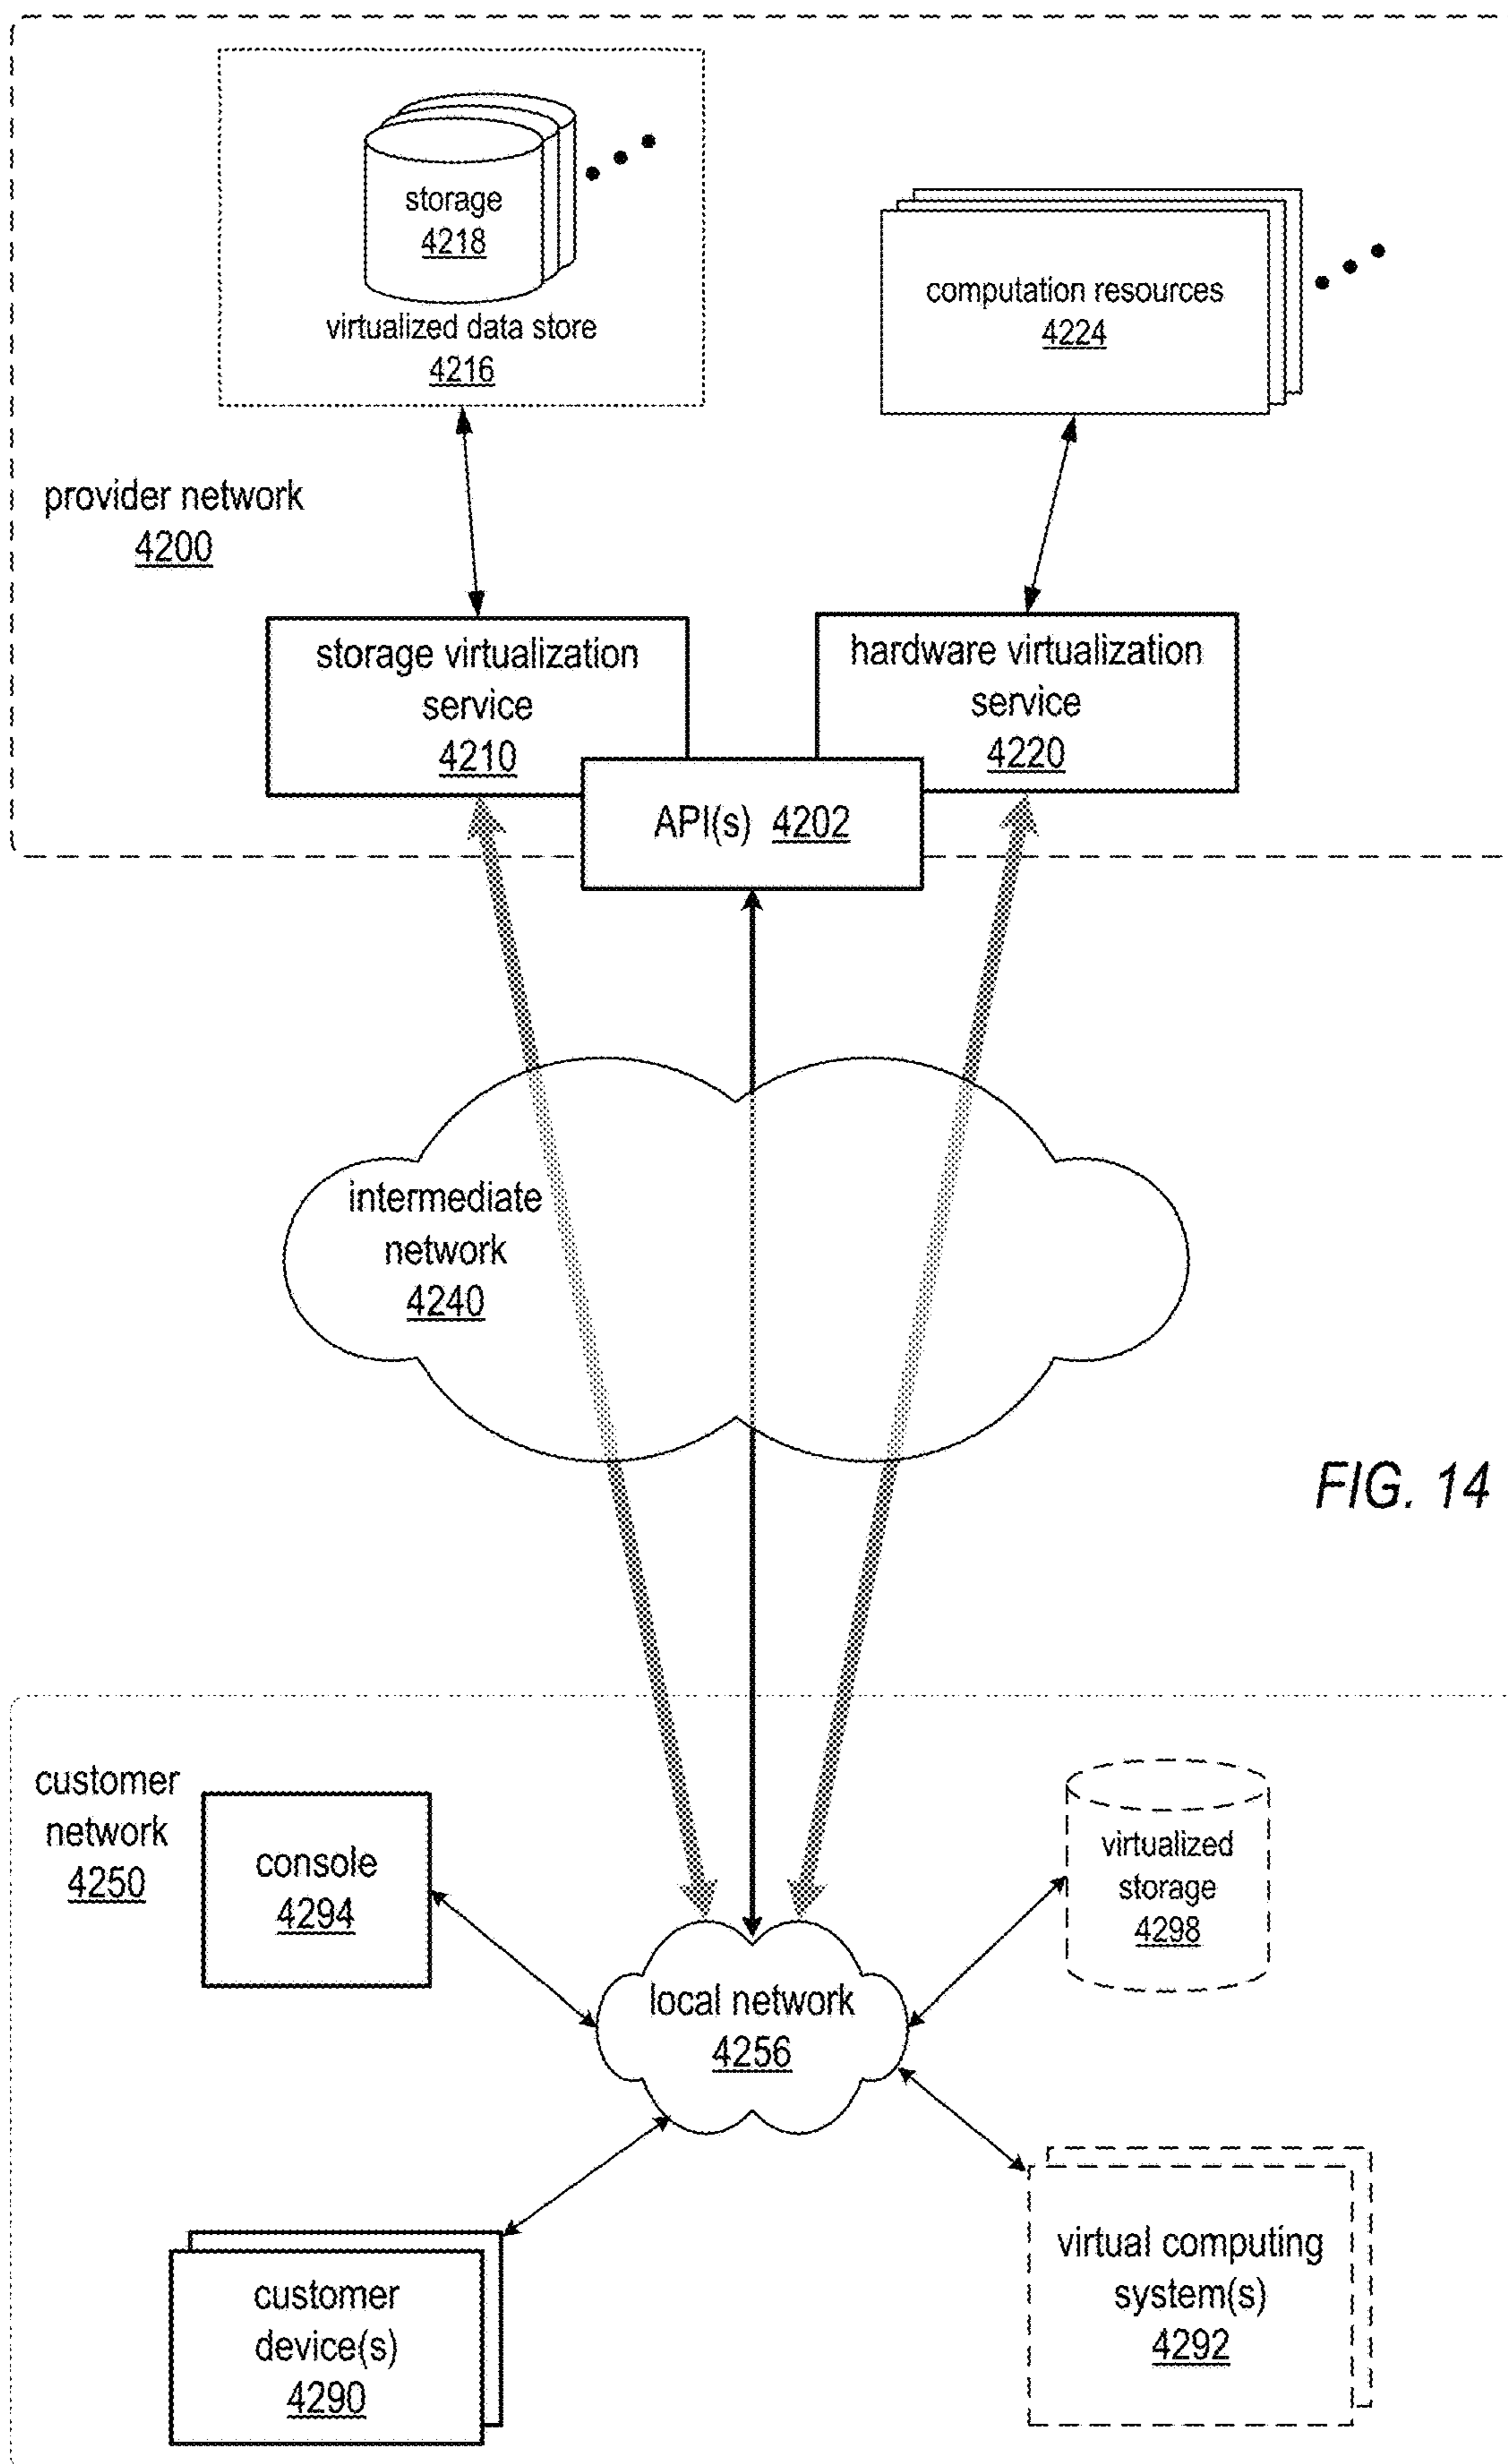 storage
4218
virtualized data store
4216
computation resources
4224
provider network
4200
storage virtualization
service
4210
hardware virtualization
service
4220
API(s) 4202
intermediate
network
4240
FIG. 14
customer
network
4250
console
4294
virtualized
storage
4298
local network
4256
customer
device(s)
4290
virtual computing
system(s)
4292